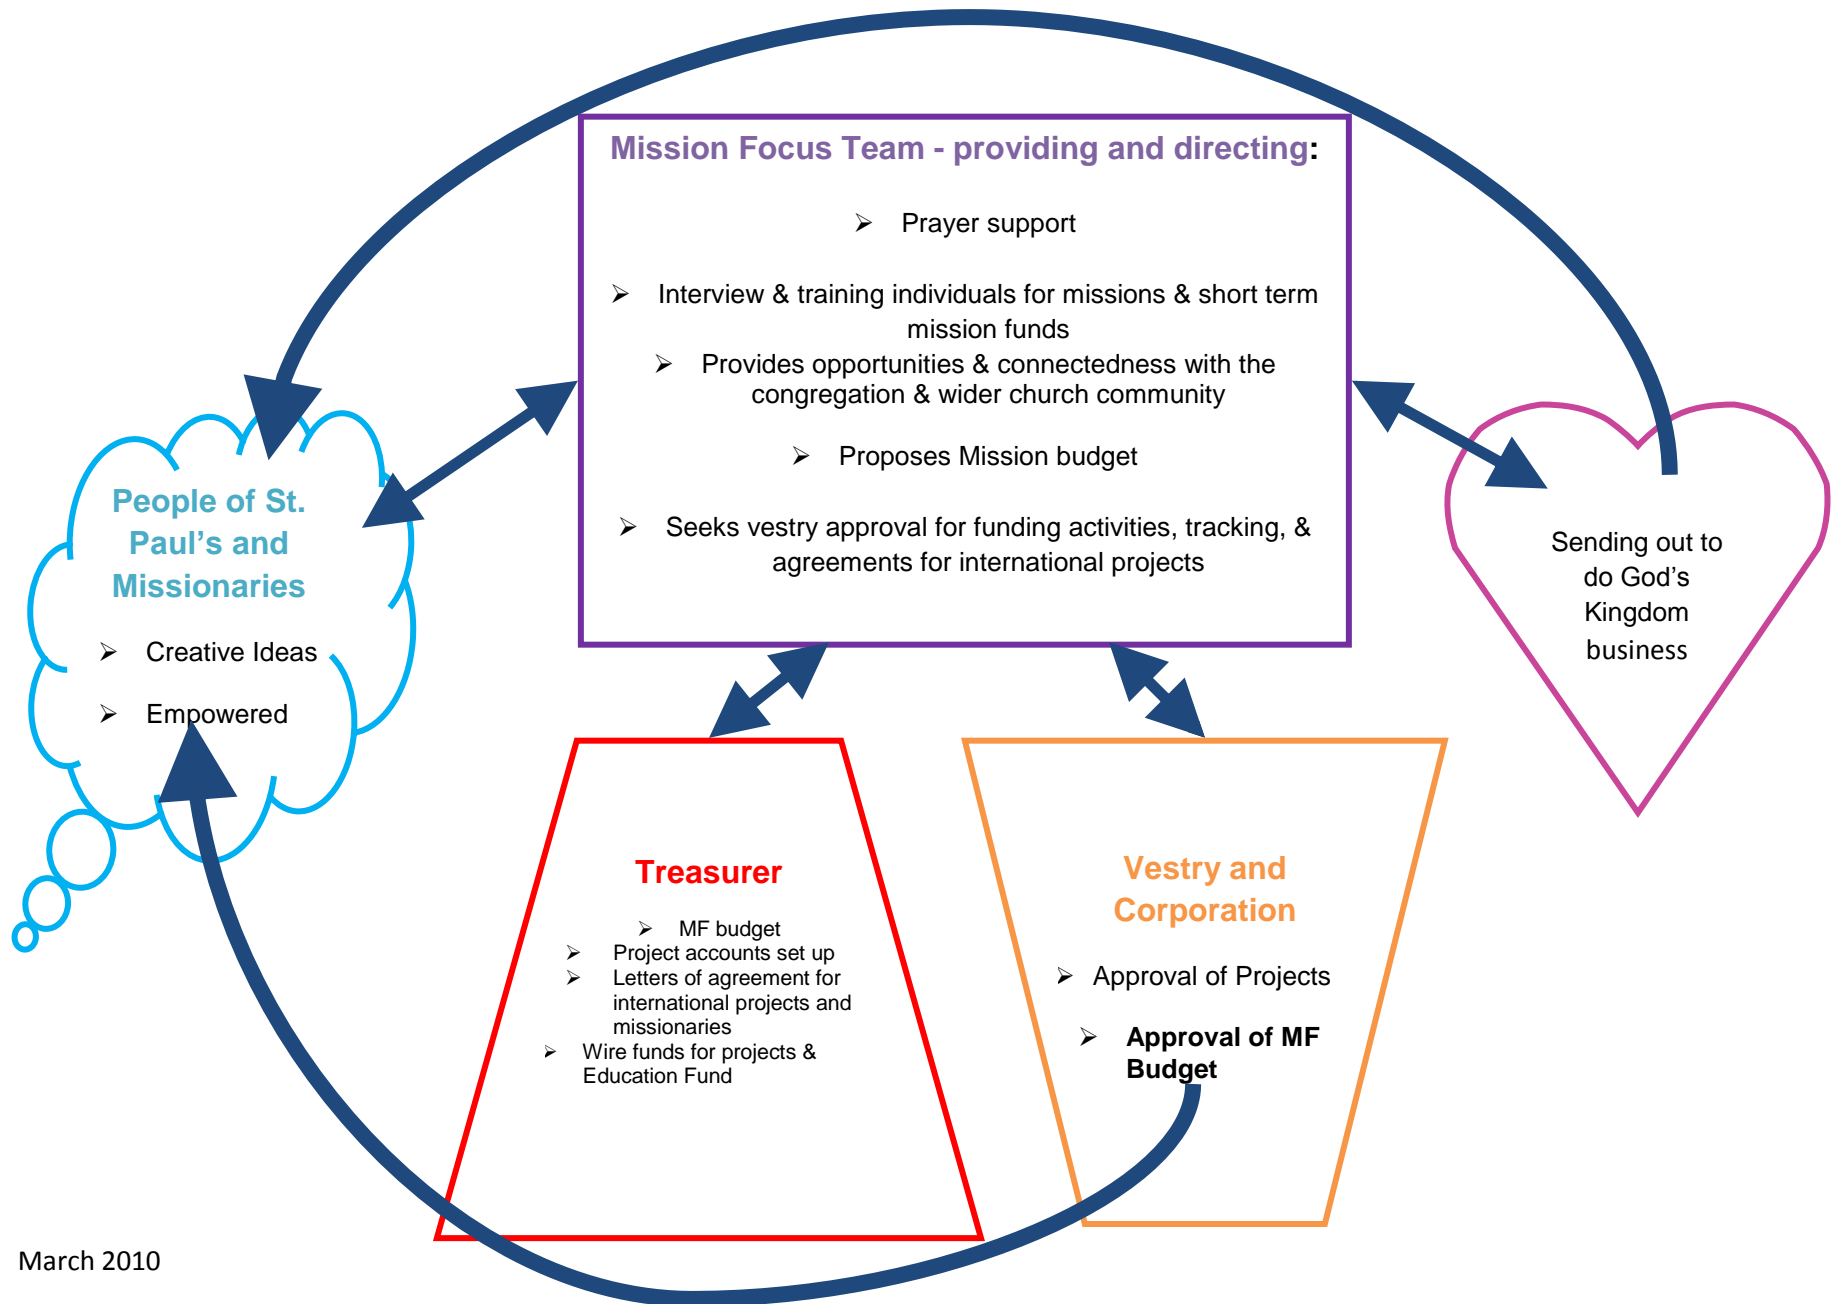 Mission Focus Team - providing and directing:
➢ Prayer support
➢ Interview & training individuals for missions & short term
mission funds
➢ Provides opportunities & connectedness with the
congregation & wider church community
➢ Proposes Mission budget
➢ Seeks vestry approval for funding activities, tracking, &
agreements for international projects
People of St.
Paul’s and
Missionaries
➢ Creative Ideas
➢ Empowered
Sending out to
do God’s
Kingdom
business
Treasurer
➢ MF budget
➢ Project accounts set up
➢ Letters of agreement for
international projects and
missionaries
➢ Wire funds for projects &
Education Fund
Vestry and
Corporation
➢ Approval of Projects
➢ Approval of MF
Budget
March 2010